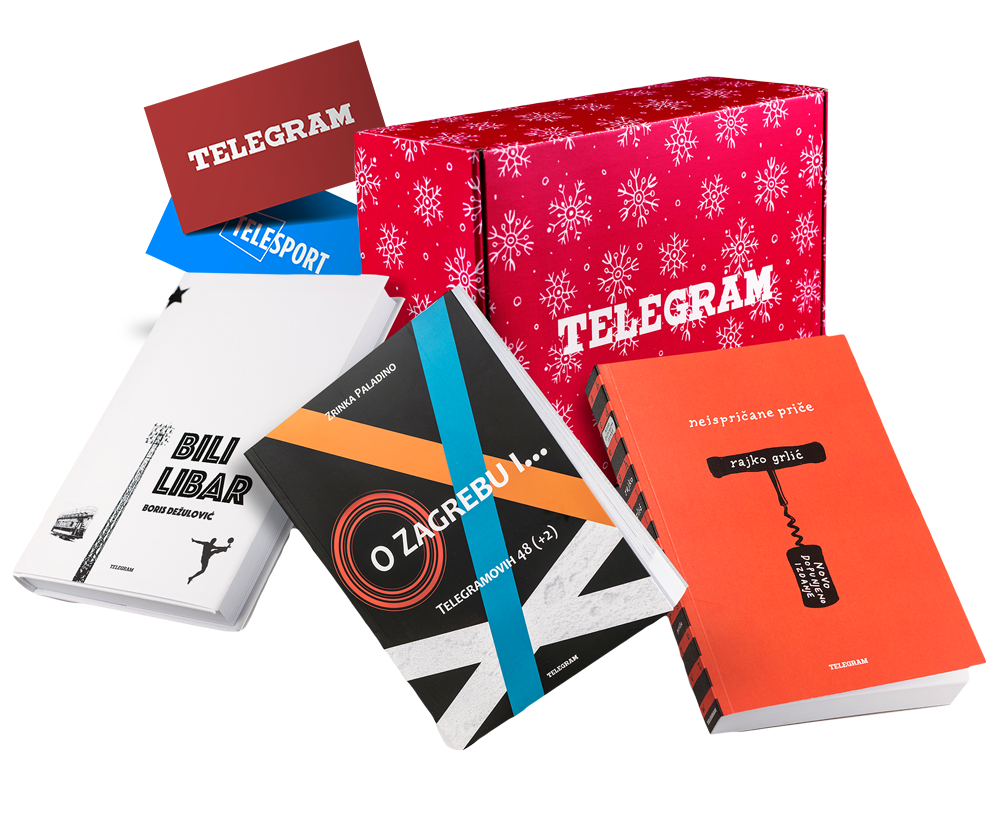 TELEGRAM
TELESPORT
TELEGRAM
BILI
LIBAR
BORIS DEŽULOVIĆ
TELEGRAM
ZRINKA PALADINO
O ZAGREBU I...
TELEGRAMOVIH 48 (+2)
TELEGRAM
neispričane priče
rajko grlić
NOVO
DOPUNJENO
IZDANJE
TELEGRAM